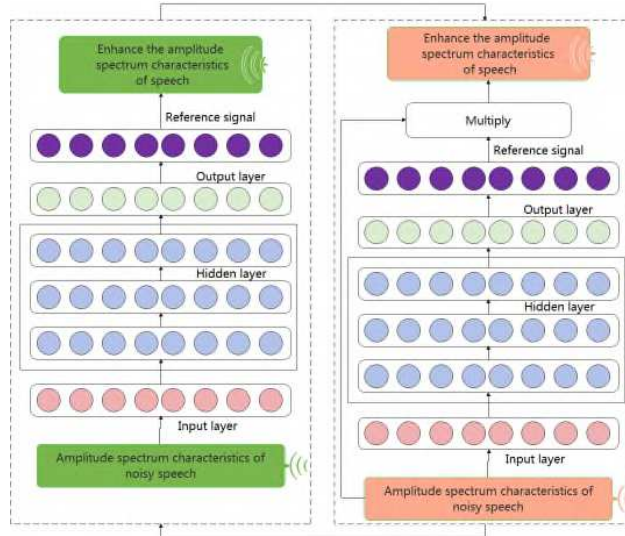 Enhance the amplitude
spectrum characteristics
of speech
Reference signal
Output layer
Hidden layer
Input layer
Amplitude spectrum characteristics of
noisy speech
Enhance the amplitude
spectrum characteristics
of speech
Multiply
Reference signal
Output layer
Hidden layer
Input layer
Amplitude spectrum characteristics of
noisy speech